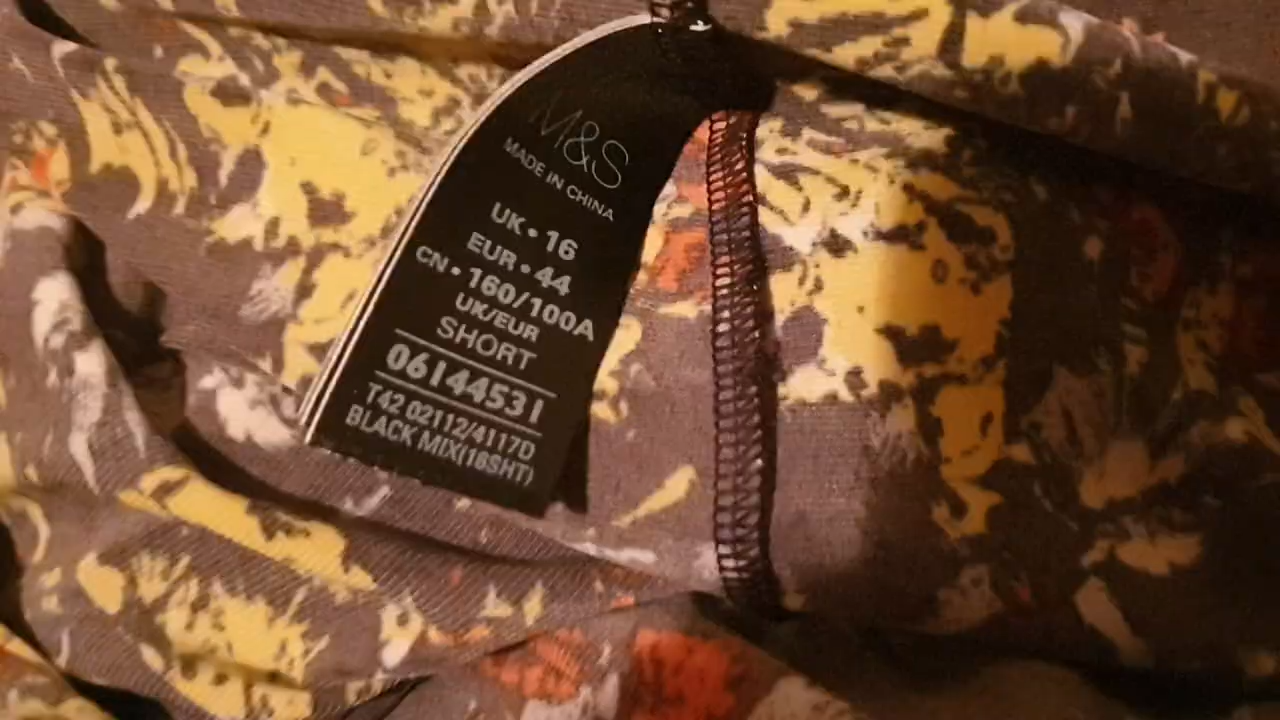 M&S
MADE IN CHINA
UK • 16
EUR • 44
CN • 160/100A
UK/EUR
SHORT
06144531
T42 02112/4117D
BLACK MIX(16SHT)